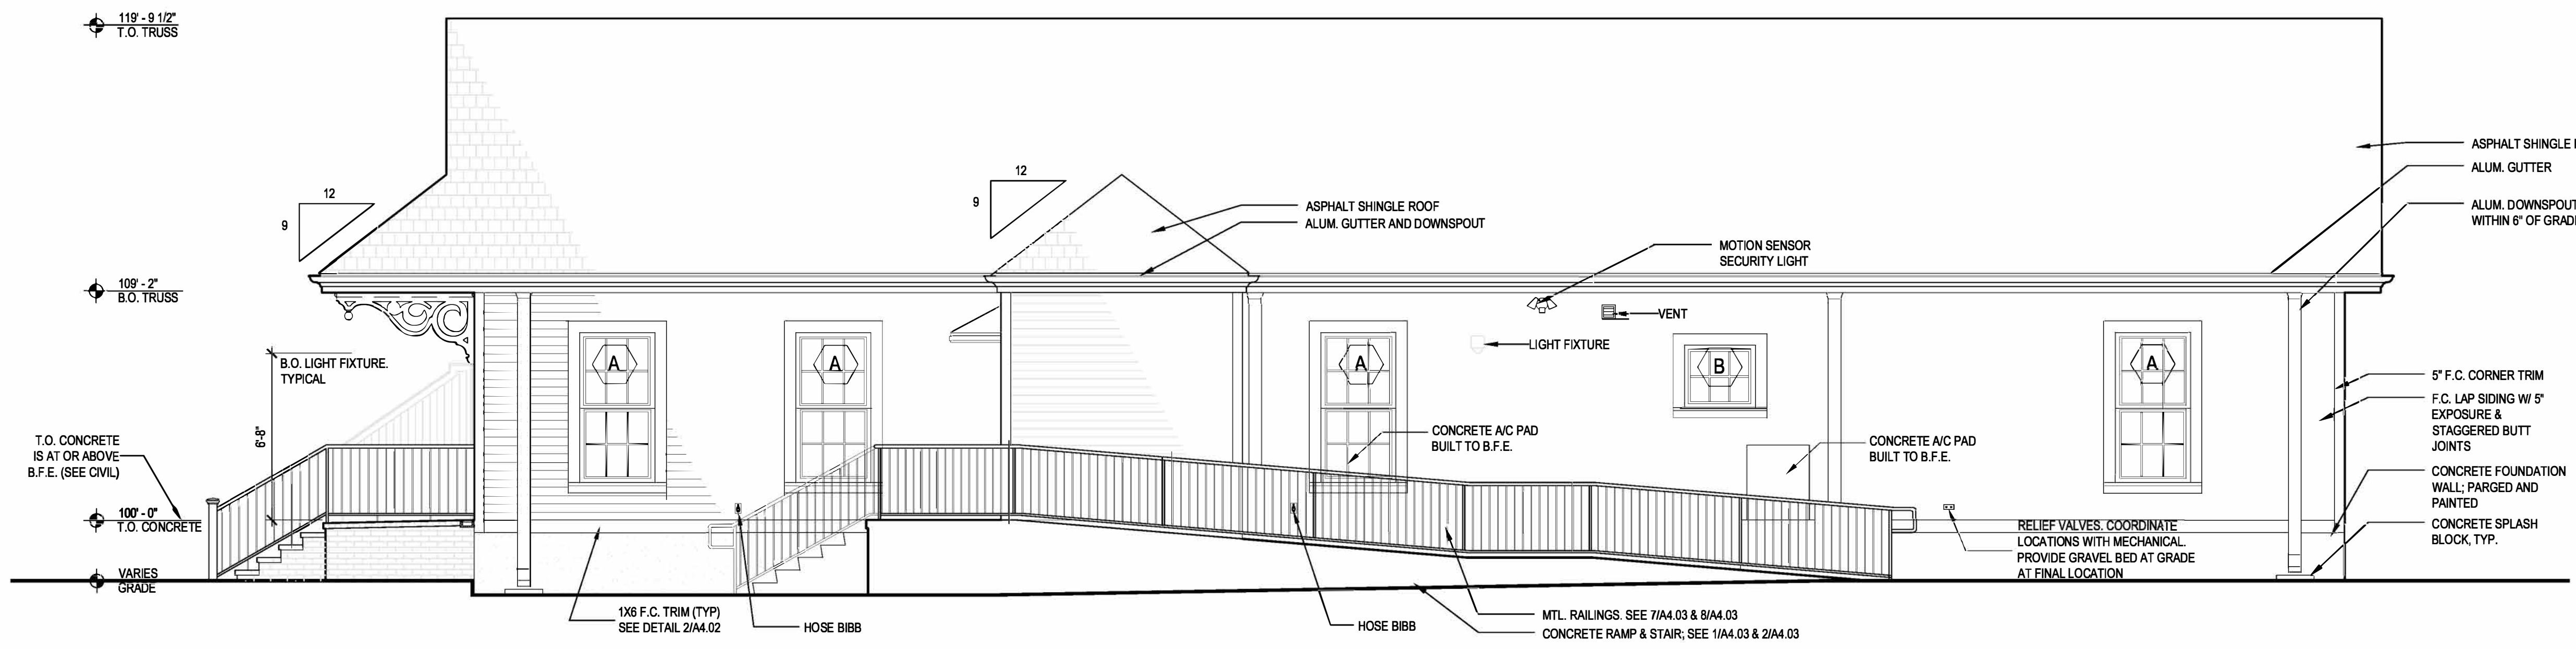 119' - 9 1/2"
T.O. TRUSS
12
9
12
9
ASPHALT SHINGLE ROOF
ALUM. GUTTER AND DOWNSPOUT
MOTION SENSOR
SECURITY LIGHT
ASPHALT SHINGLE
ALUM. GUTTER
ALUM. DOWNSPOUT
WITHIN 6" OF GRAD
109' - 2"
B.O. TRUSS
VENT
LIGHT FIXTURE
B.O. LIGHT FIXTURE.
TYPICAL
A
A
A
B
A
6'-8"
5" F.C. CORNER TRIM
F.C. LAP SIDING W/ 5"
EXPOSURE &
STAGGERED BUTT
JOINTS
T.O. CONCRETE
IS AT OR ABOVE
B.F.E. (SEE CIVIL)
CONCRETE A/C PAD
BUILT TO B.F.E.
CONCRETE A/C PAD
BUILT TO B.F.E.
CONCRETE FOUNDATION
WALL; PARGED AND
PAINTED
100' - 0"
T.O. CONCRETE
RELIEF VALVES. COORDINATE
LOCATIONS WITH MECHANICAL.
PROVIDE GRAVEL BED AT GRADE
AT FINAL LOCATION
CONCRETE SPLASH
BLOCK, TYP.
VARIES
GRADE
1X6 F.C. TRIM (TYP)
SEE DETAIL 2/A4.02
HOSE BIBB
HOSE BIBB
MTL. RAILINGS. SEE 7/A4.03 & 8/A4.03
CONCRETE RAMP & STAIR; SEE 1/A4.03 & 2/A4.03